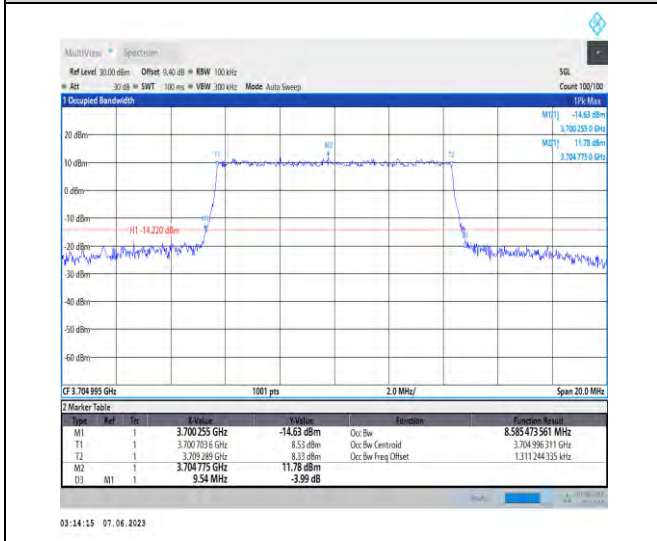 MultiView Spectrum
Ref Level 30.00 dBm Offset 0.40 dB RBW 100 kHz SGL
Att 30 dB SWT 100 ms VBW 300 kHz Mode Auto Sweep Count 100/100
1 Occupied Bandwidth 1Pk Max
M1[1] -14.63 dBm
3.700 255 0 GHz
M2[1] 11.78 dBm
3.704 775 0 GHz
20 dBm
M2
T1 T2
10 dBm
0 dBm
-10 dBm
H1 -14.220 dBm
-20 dBm
-30 dBm
-40 dBm
-50 dBm
-60 dBm
CF 3.704 995 GHz 1001 pts 2.0 MHz/ Span 20.0 MHz
2 Marker Table
Type Ref Trc X-Value Y-Value Function Function Result
M1 1 3.700 255 GHz -14.63 dBm Occ Bw 8.585 473 561 MHz
T1 1 3.700 703 6 GHz 8.53 dBm Occ Bw Centroid 3.704 996 311 GHz
T2 1 3.709 289 GHz 8.33 dBm Occ Bw Freq Offset 1.311 244 335 kHz
M2 1 3.704 775 GHz 11.78 dBm
D3 M1 1 9.54 MHz -3.99 dB
03:14:15 07.06.2023